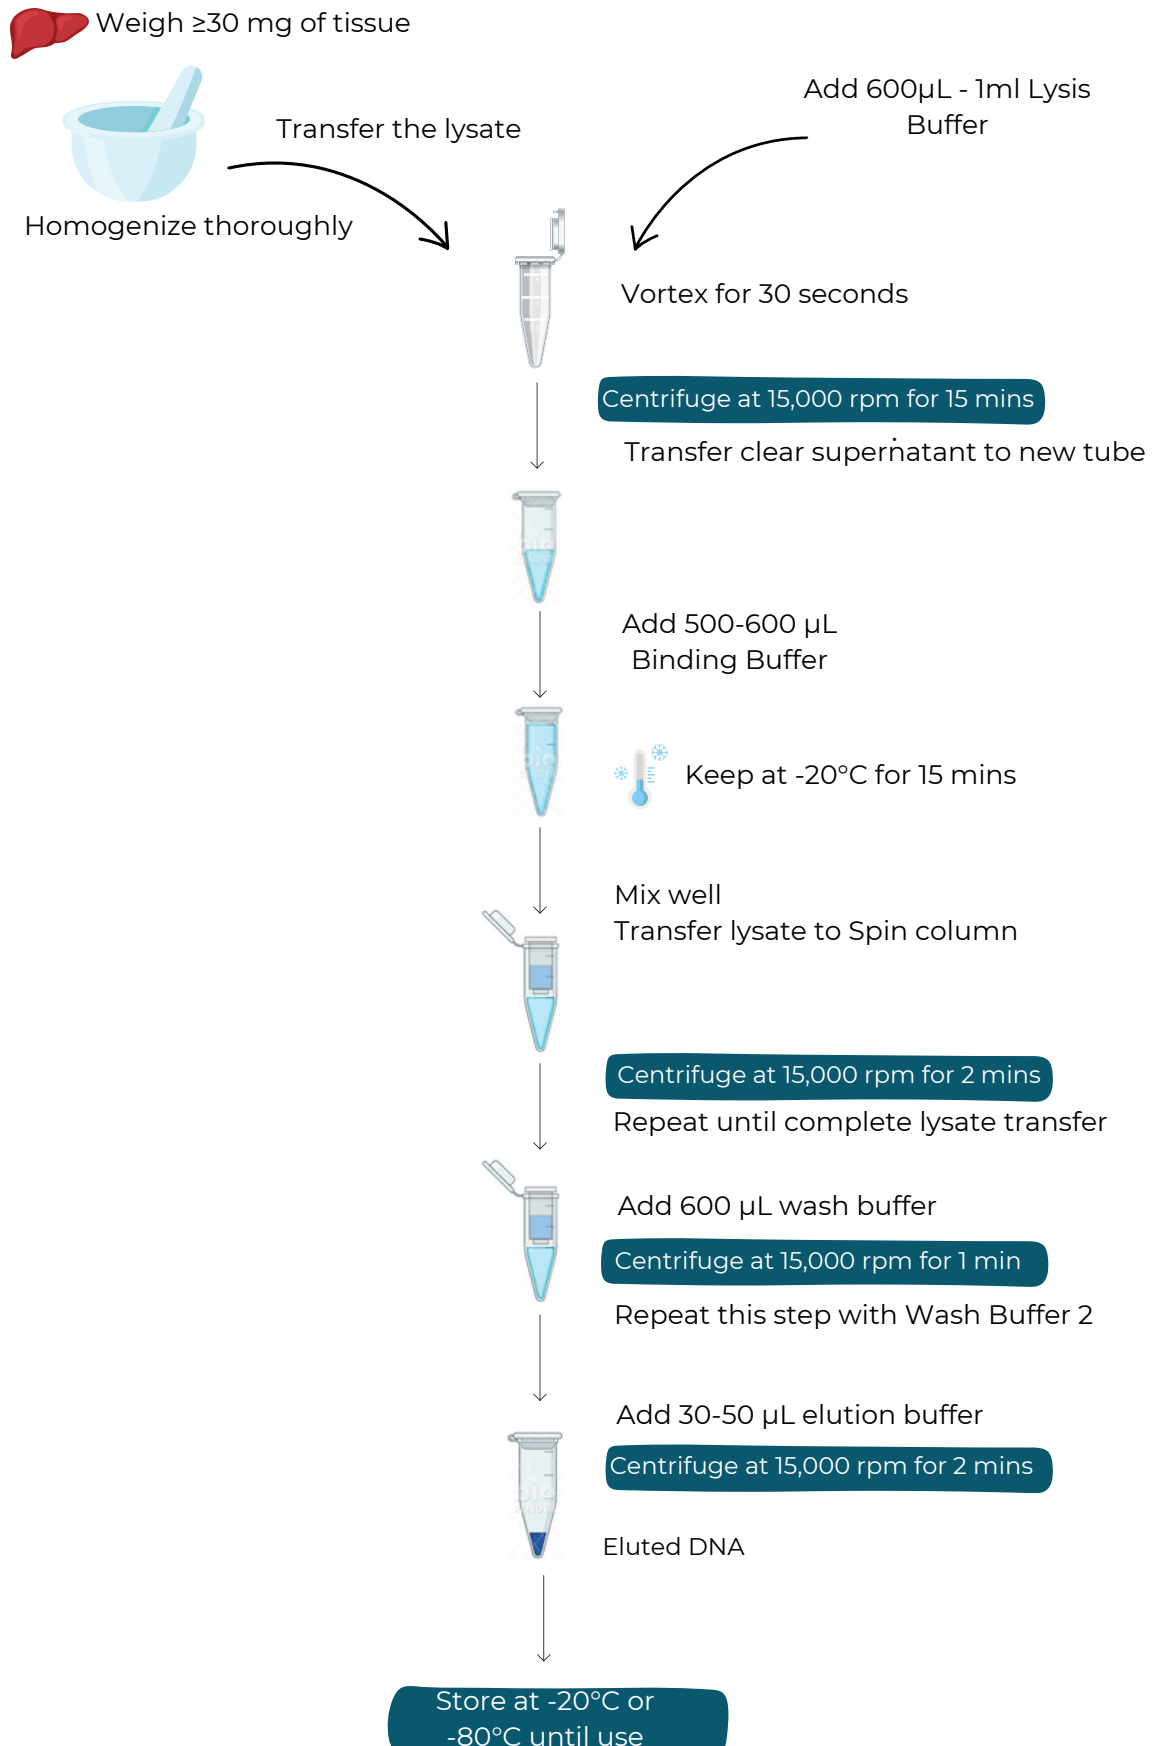 Weigh ≥30 mg of tissue
Add 600µL - 1ml Lysis
Buffer
Transfer the lysate
Homogenize thoroughly
Vortex for 30 seconds
Centrifuge at 15,000 rpm for 15 mins
Transfer clear supernatant to new tube
Add 500-600 µL
Binding Buffer
Keep at -20°C for 15 mins
Mix well
Transfer lysate to Spin column
Centrifuge at 15,000 rpm for 2 mins
Repeat until complete lysate transfer
Add 600 µL wash buffer
Centrifuge at 15,000 rpm for 1 min
Repeat this step with Wash Buffer 2
Add 30-50 µL elution buffer
Centrifuge at 15,000 rpm for 2 mins
Eluted DNA
Store at -20°C or
-80°C until use